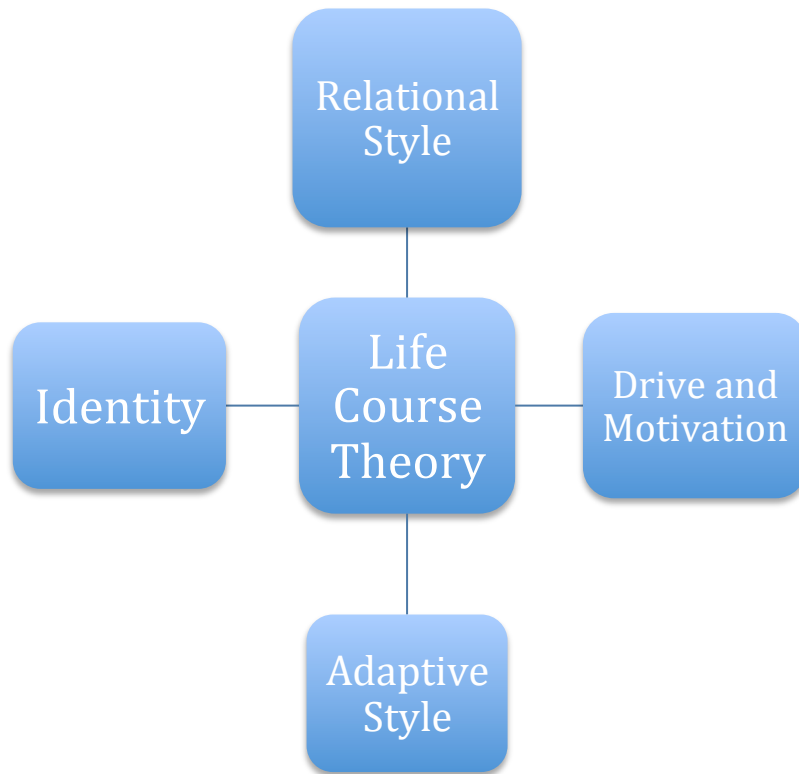 Relational
Style
Identity
Life
Course
Theory
Drive and
Motivation
Adaptive
Style